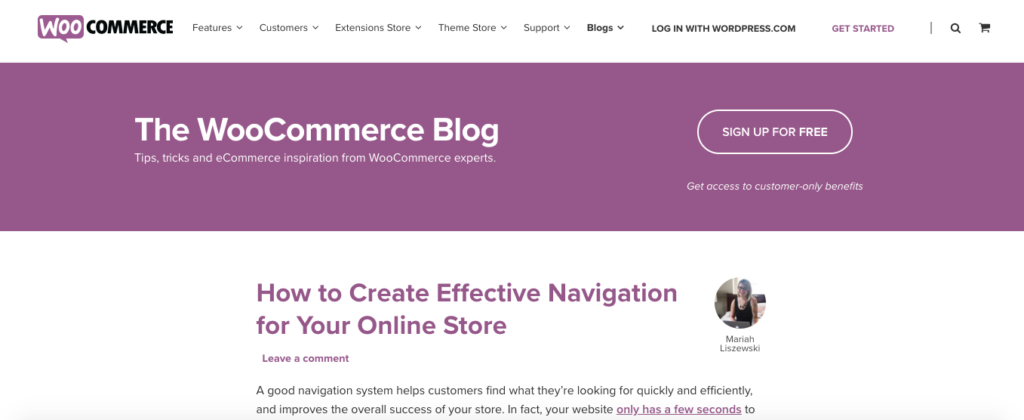 WOO COMMERCE Features Customers Extensions Store Theme Store Support Blogs LOG IN WITH WORDPRESS.COM GET STARTED
The WooCommerce Blog
Tips, tricks and eCommerce inspiration from WooCommerce experts.
SIGN UP FOR FREE
Get access to customer-only benefits
How to Create Effective Navigation
for Your Online Store
Mariah
Liszewski
Leave a comment
A good navigation system helps customers find what they’re looking for quickly and efficiently,
and improves the overall success of your store. In fact, your website only has a few seconds to